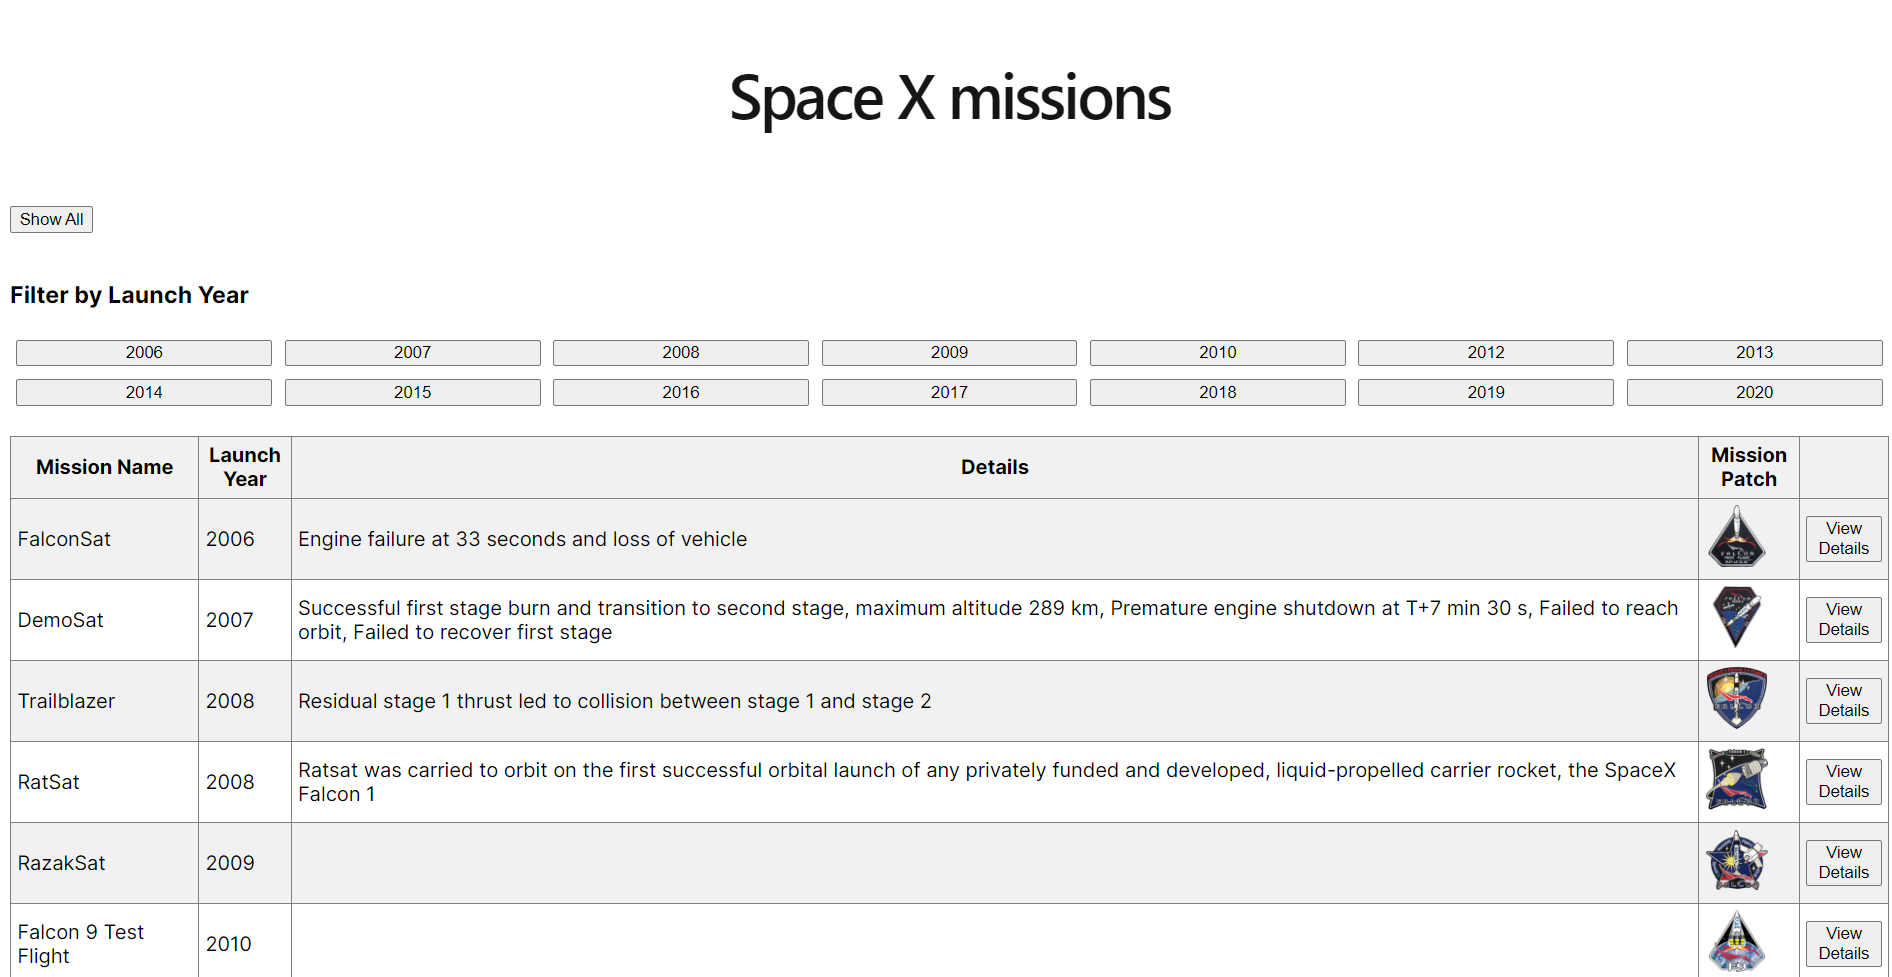 Space X missions
Show All
Filter by Launch Year
2006 2007 2008 2009 2010 2012 2013
2014 2015 2016 2017 2018 2019 2020
Mission Name Launch Year Details Mission Patch
FalconSat 2006 Engine failure at 33 seconds and loss of vehicle View Details
DemoSat 2007 Successful first stage burn and transition to second stage, maximum altitude 289 km, Premature engine shutdown at T+7 min 30 s, Failed to reach
orbit, Failed to recover first stage View Details
Trailblazer 2008 Residual stage 1 thrust led to collision between stage 1 and stage 2 View Details
RatSat 2008 Ratsat was carried to orbit on the first successful orbital launch of any privately funded and developed, liquid-propelled carrier rocket, the SpaceX
Falcon 1 View Details
RazakSat 2009 View Details
Falcon 9 Test Flight 2010 View Details